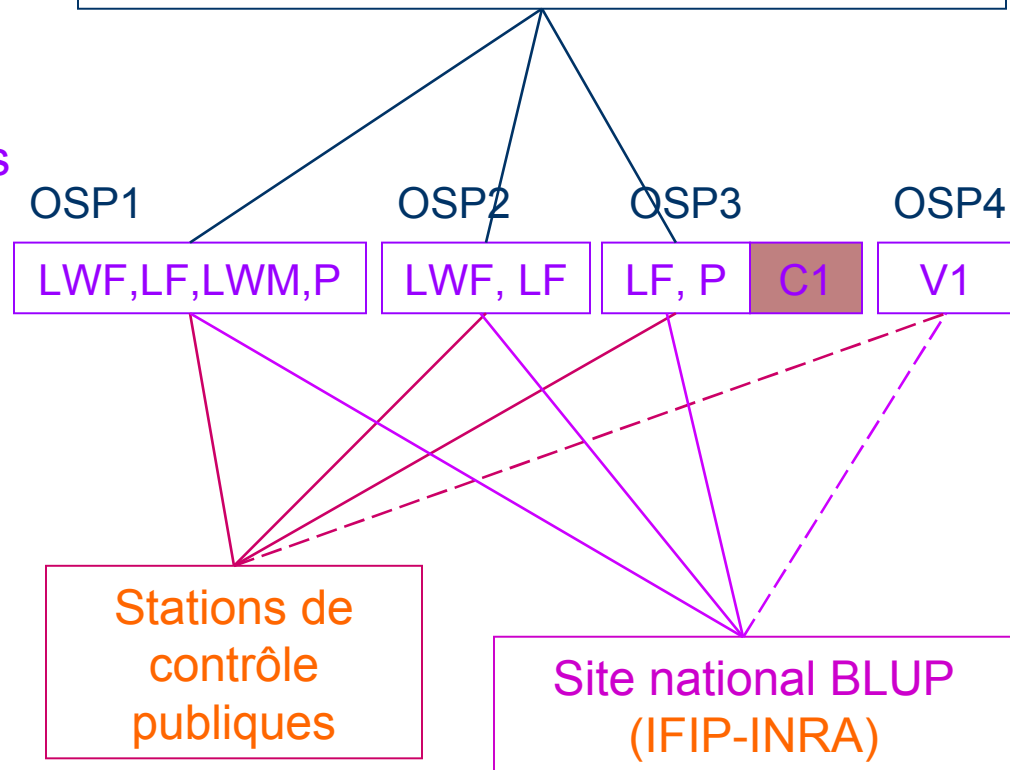 s
OSP1 OSP2 OSP3 OSP4
LWF,LF,LWM,P LWF, LF LF, P C1 V1
Stations de
contrôle
publiques
Site national BLUP
(IFIP-INRA)